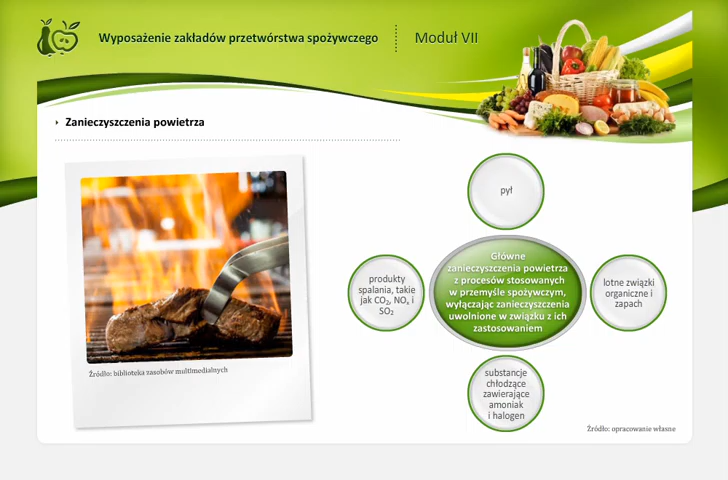 Wyposażenie zakładów przetwórstwa spożywczego
Moduł VII
Zanieczyszczenia powietrza
Źródło: biblioteka zasobów multimedialnych
pył
produkty
spalania, takie
jak CO₂, NOₓ i
SO₂
Główne
zanieczyszczenia powietrza
z procesów stosowanych
w przemyśle spożywczym,
wyłączając zanieczyszczenia
uwolnione w związku z ich
zastosowaniem
lotne związki
organiczne i
zapach
substancje
chłodzące
zawierające
amoniak
i halogen
Źródło: opracowanie własne